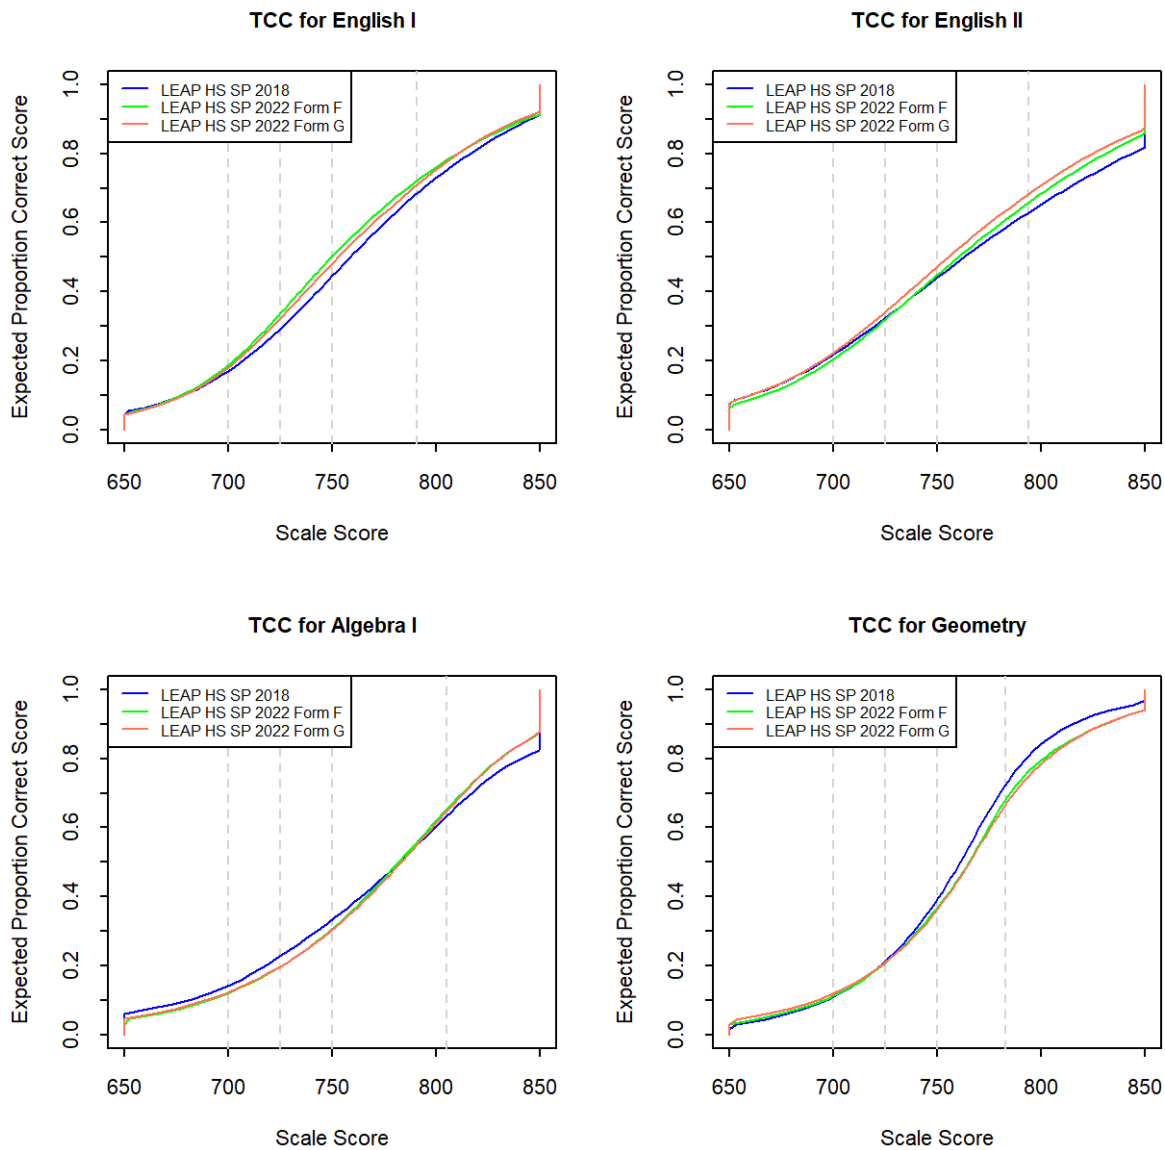 TCC for English I
Expected Proportion Correct Score
1.0
0.8
0.6
0.4
0.2
0.0
LEAP HS SP 2018
LEAP HS SP 2022 Form F
LEAP HS SP 2022 Form G
650 700 750 800 850
Scale Score
TCC for English II
Expected Proportion Correct Score
1.0
0.8
0.6
0.4
0.2
0.0
LEAP HS SP 2018
LEAP HS SP 2022 Form F
LEAP HS SP 2022 Form G
650 700 750 800 850
Scale Score
TCC for Algebra I
Expected Proportion Correct Score
1.0
0.8
0.6
0.4
0.2
0.0
LEAP HS SP 2018
LEAP HS SP 2022 Form F
LEAP HS SP 2022 Form G
650 700 750 800 850
Scale Score
TCC for Geometry
Expected Proportion Correct Score
1.0
0.8
0.6
0.4
0.2
0.0
LEAP HS SP 2018
LEAP HS SP 2022 Form F
LEAP HS SP 2022 Form G
650 700 750 800 850
Scale Score